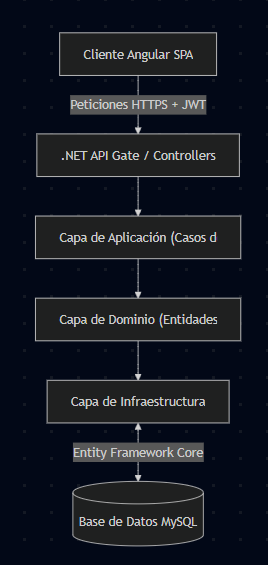 Cliente Angular SPA
Peticiones HTTPS + JWT
.NET API Gate / Controllers
Capa de Aplicación (Casos d
Capa de Dominio (Entidades
Capa de Infraestructura
Entity Framework Core
Base de Datos MySQL